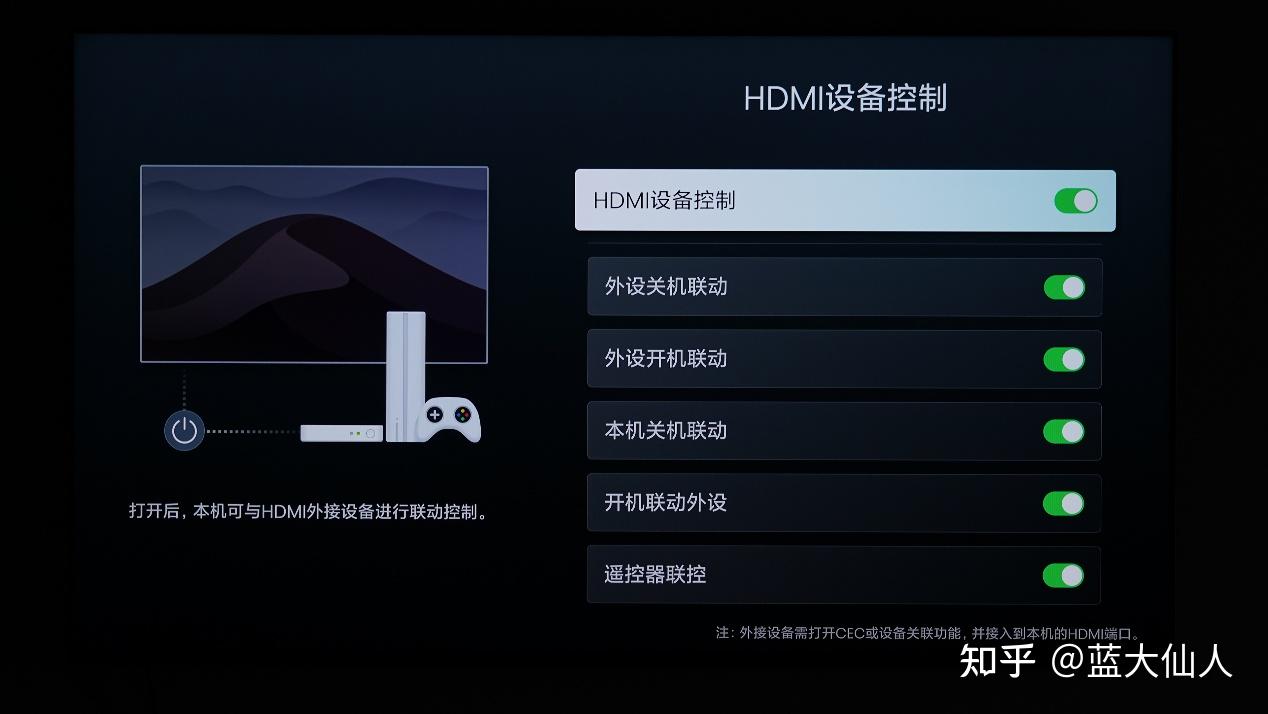 HDMI设备控制
HDMI设备控制
外设关机联动
外设开机联动
本机关机联动
开机联动外设
遥控器联控
打开后，本机可与HDMI外接设备进行联动控制。
注：外接设备需打开CEC或设备关联功能，并接入到本机的HDMI端口。
知乎 @蓝大仙人